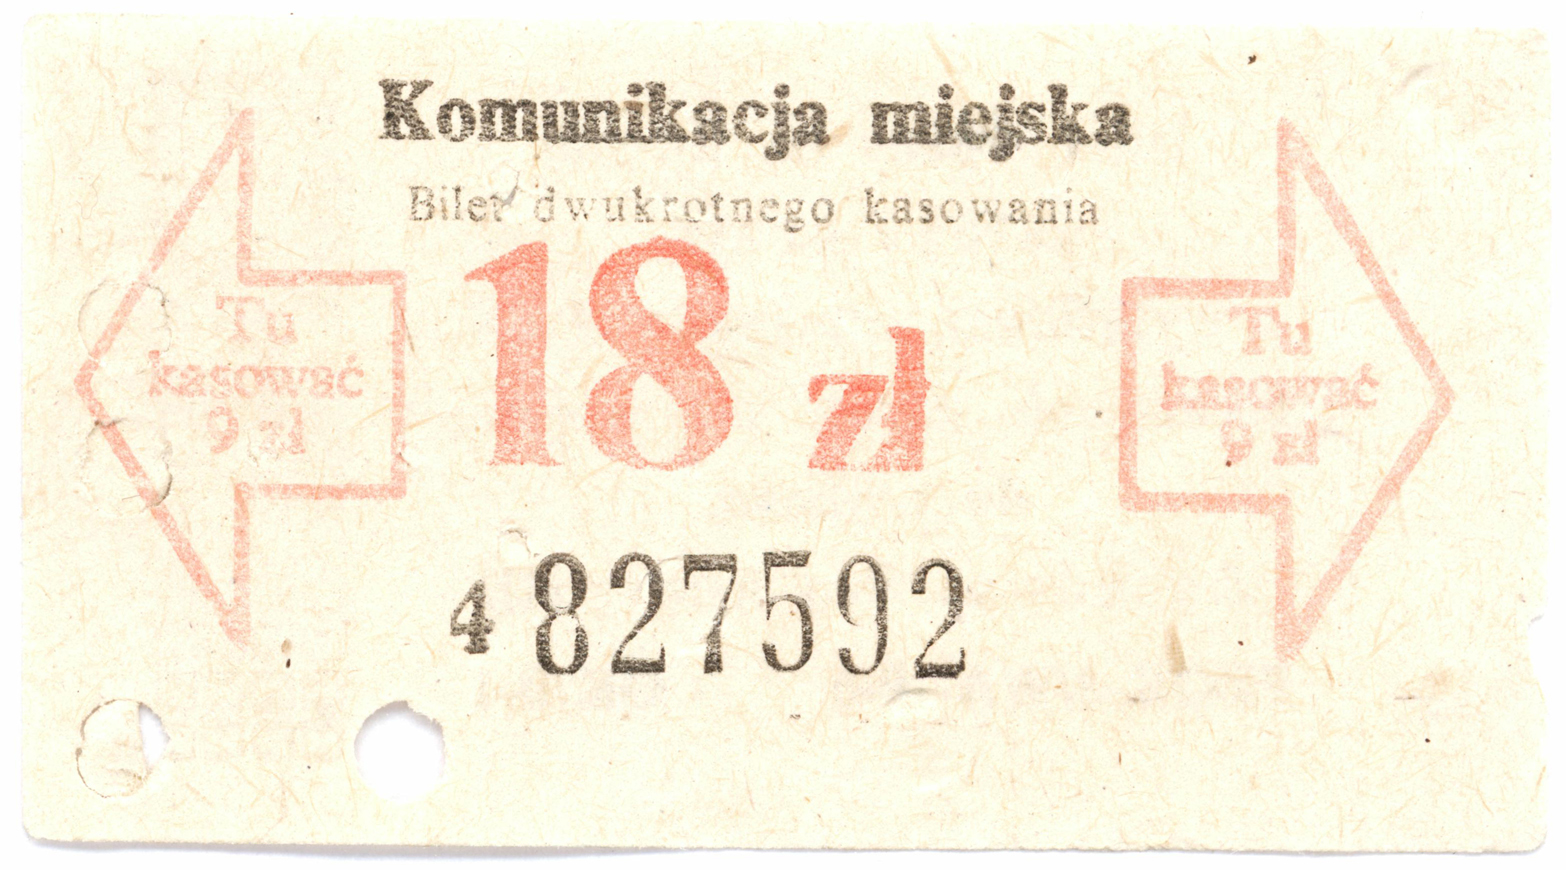 Komunikacja miejska
Bilet dwukrotnego kasowania
18 zł
Tu
kasować
9 zł
Tu
kasować
9 zł
4 827592